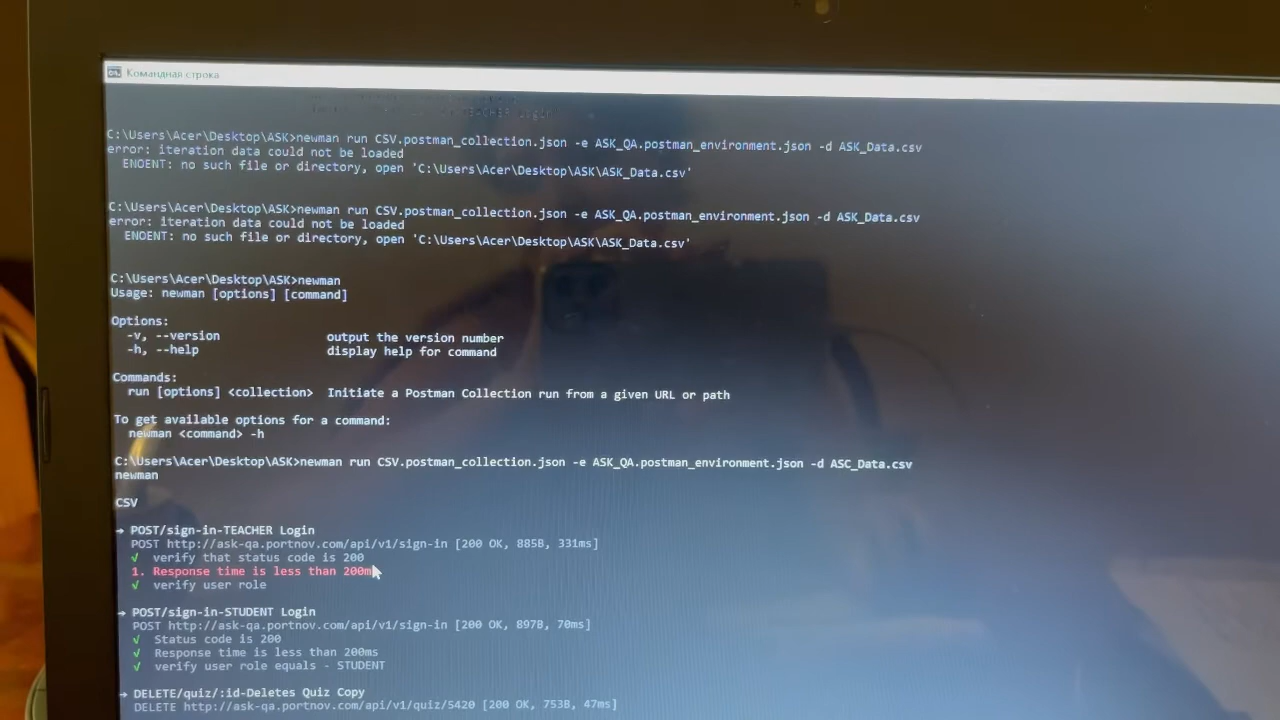 Командная строка
C:\Users\Acer\Desktop\ASK>newman run CSV.postman_collection.json -e ASK_QA.postman_environment.json -d ASK_Data.csv
error: iteration data could not be loaded
ENOENT: no such file or directory, open 'C:\Users\Acer\Desktop\ASK\ASK_Data.csv'
C:\Users\Acer\Desktop\ASK>newman run CSV.postman_collection.json -e ASK_QA.postman_environment.json -d ASK_Data.csv
error: iteration data could not be loaded
ENOENT: no such file or directory, open 'C:\Users\Acer\Desktop\ASK\ASK_Data.csv'
C:\Users\Acer\Desktop\ASK>newman
Usage: newman [options] [command]
Options:
-v, --version output the version number
-h, --help display help for command
Commands:
run [options] <collection> Initiate a Postman Collection run from a given URL or path
To get available options for a command:
newman <command> -h
C:\Users\Acer\Desktop\ASK>newman run CSV.postman_collection.json -e ASK_QA.postman_environment.json -d ASC_Data.csv
newman
CSV
→ POST/sign-in-TEACHER Login
POST http://ask-qa.portnov.com/api/v1/sign-in [200 OK, 885B, 331ms]
√ verify that status code is 200
1. Response time is less than 200m
√ verify user role
→ POST/sign-in-STUDENT Login
POST http://ask-qa.portnov.com/api/v1/sign-in [200 OK, 897B, 70ms]
√ Status code is 200
√ Response time is less than 200ms
√ verify user role equals - STUDENT
→ DELETE/quiz/:id-Deletes Quiz Copy
DELETE http://ask-qa.portnov.com/api/v1/quiz/5420 [200 OK, 753B, 47ms]